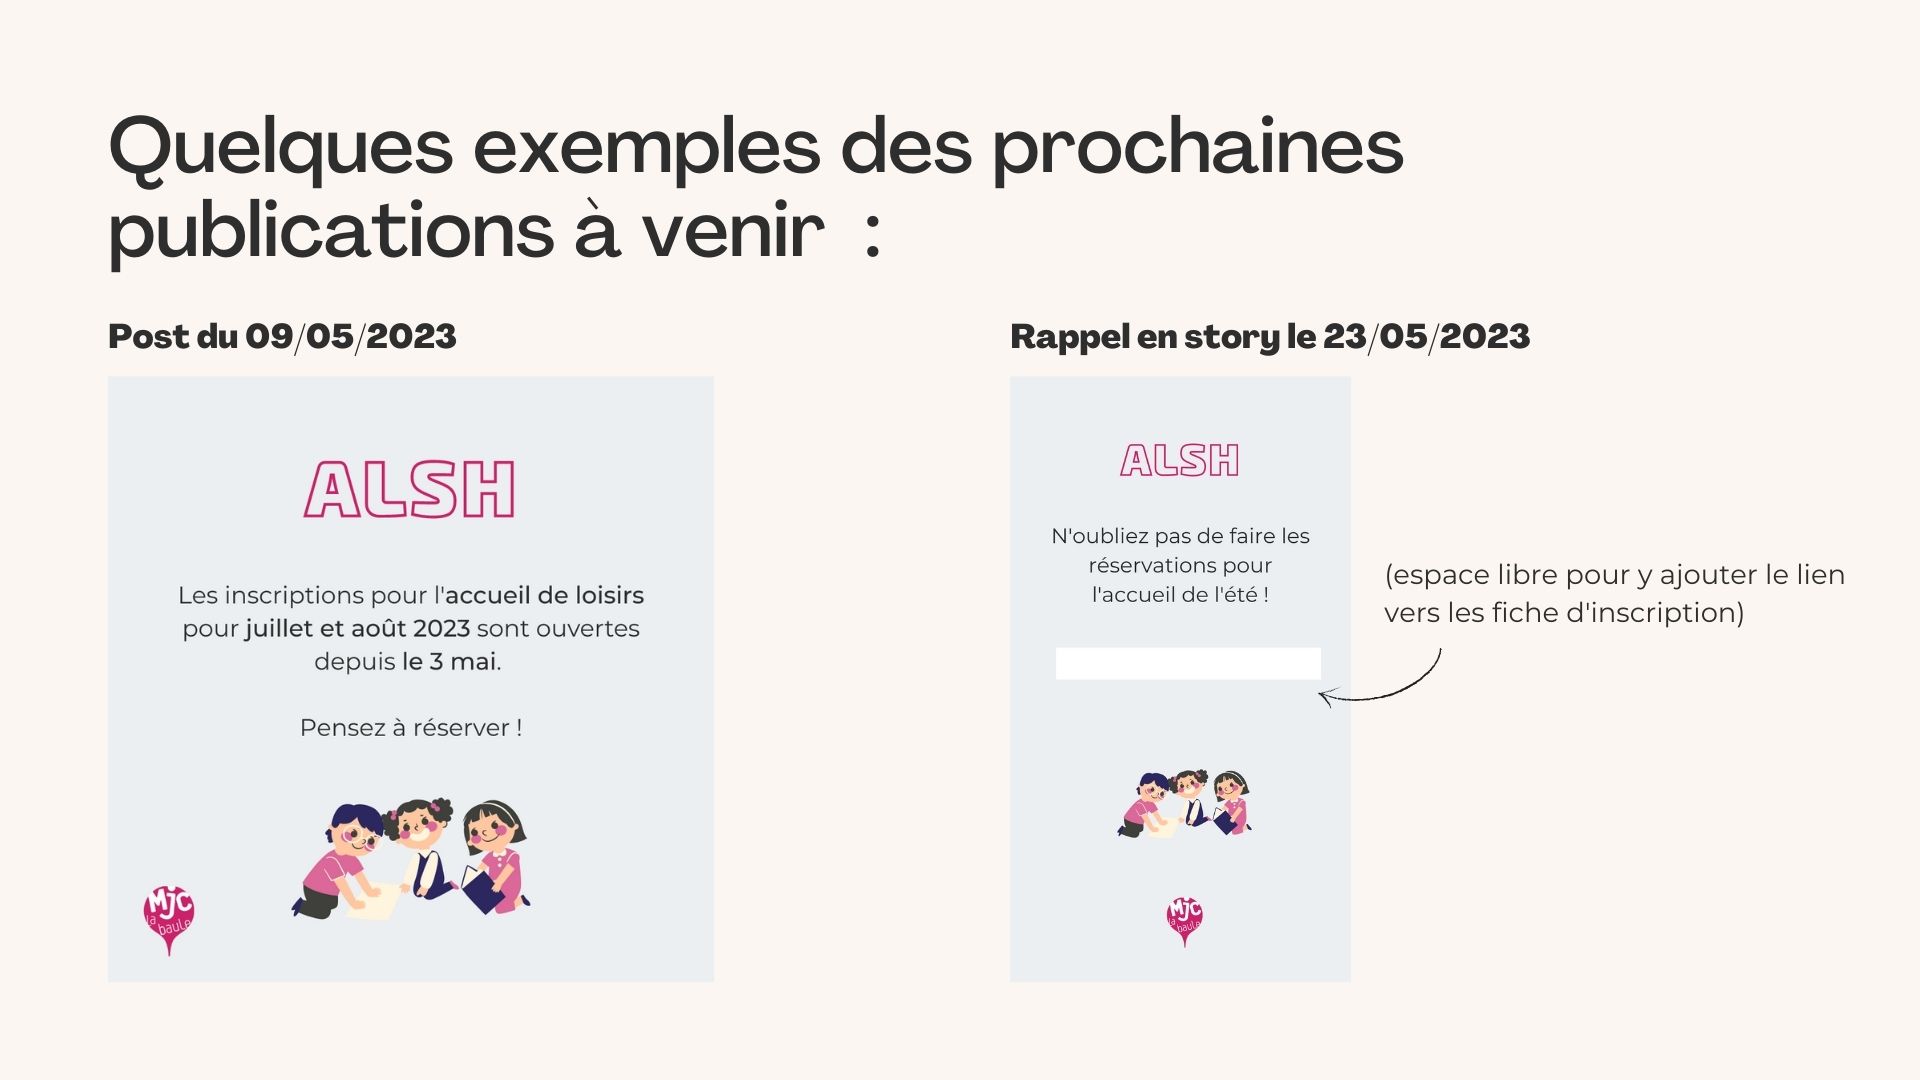 Quelques exemples des prochaines
publications à venir :
Post du 09/05/2023
ALSH
Les inscriptions pour l'accueil de loisirs
pour juillet et août 2023 sont ouvertes
depuis le 3 mai.
Pensez à réserver !
MJC
la
baule
Rappel en story le 23/05/2023
ALSH
N'oubliez pas de faire les
réservations pour
l'accueil de l'été !
(espace libre pour y ajouter le lien
vers les fiche d'inscription)
MJC
la
baule